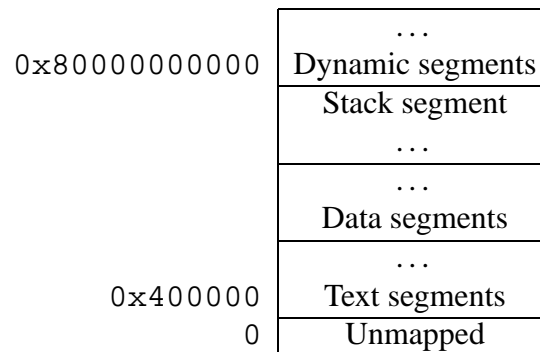 ...
0x80000000000 Dynamic segments
Stack segment
...
...
Data segments
...
0x400000 Text segments
0 Unmapped